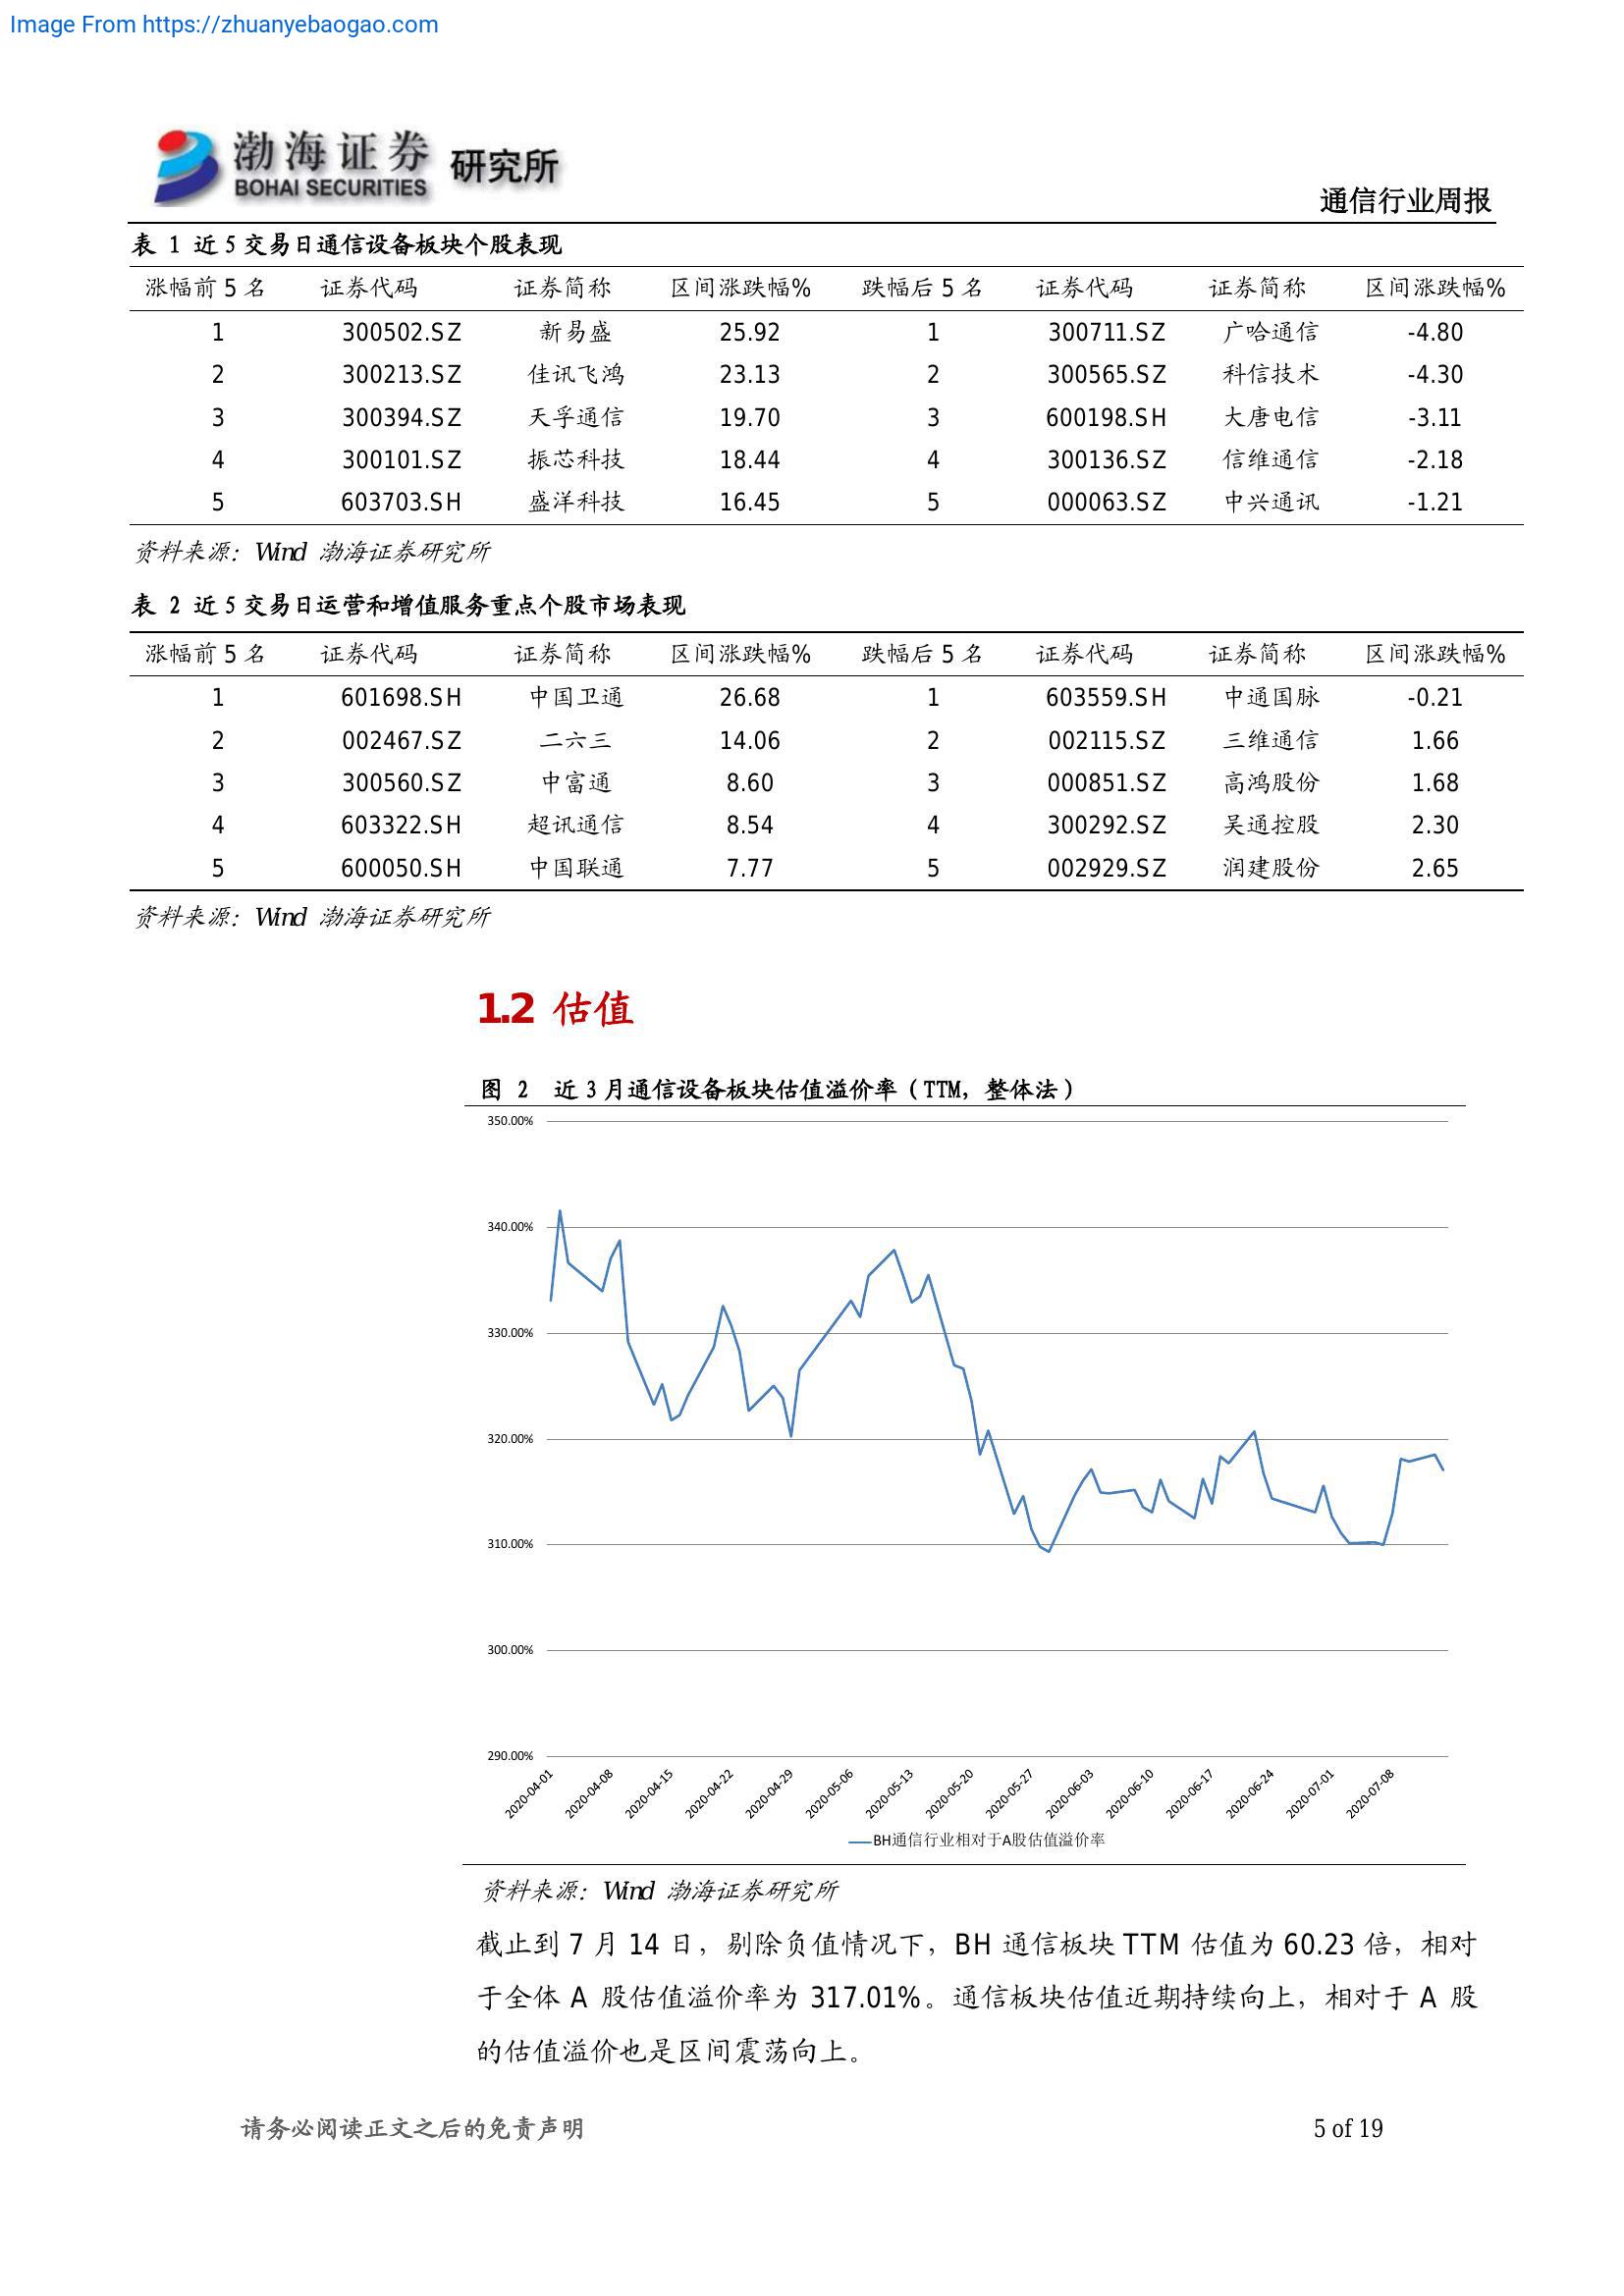 Image From https://zhuanyebaogao.com
渤海证券 研究所
BOHAI SECURITIES
通信行业周报
表 1 近 5 交易日通信设备板块个股表现
涨幅前 5 名 证券代码 证券简称 区间涨跌幅% 跌幅后 5 名 证券代码 证券简称 区间涨跌幅%
1 300502.SZ 新易盛 25.92 1 300711.SZ 广哈通信 -4.80
2 300213.SZ 佳讯飞鸿 23.13 2 300565.SZ 科信技术 -4.30
3 300394.SZ 天孚通信 19.70 3 600198.SH 大唐电信 -3.11
4 300101.SZ 振芯科技 18.44 4 300136.SZ 信维通信 -2.18
5 603703.SH 盛洋科技 16.45 5 000063.SZ 中兴通讯 -1.21
资料来源：Wind 渤海证券研究所
表 2 近 5 交易日运营和增值服务重点个股市场表现
涨幅前 5 名 证券代码 证券简称 区间涨跌幅% 跌幅后 5 名 证券代码 证券简称 区间涨跌幅%
1 601698.SH 中国卫通 26.68 1 603559.SH 中通国脉 -0.21
2 002467.SZ 二六三 14.06 2 002115.SZ 三维通信 1.66
3 300560.SZ 中富通 8.60 3 000851.SZ 高鸿股份 1.68
4 603322.SH 超讯通信 8.54 4 300292.SZ 吴通控股 2.30
5 600050.SH 中国联通 7.77 5 002929.SZ 润建股份 2.65
资料来源：Wind 渤海证券研究所
1.2 估值
图 2 近 3 月通信设备板块估值溢价率（TTM，整体法）
350.00%
340.00%
330.00%
320.00%
310.00%
300.00%
290.00%
2020-04-01 2020-04-08 2020-04-15 2020-04-22 2020-04-29 2020-05-06 2020-05-13 2020-05-20 2020-05-27 2020-06-03 2020-06-10 2020-06-17 2020-06-24 2020-07-01 2020-07-08
BH通信行业相对于A股估值溢价率
资料来源：Wind 渤海证券研究所
截止到 7 月 14 日，剔除负值情况下，BH 通信板块 TTM 估值为 60.23 倍，相对
于全体 A 股估值溢价率为 317.01%。通信板块估值近期持续向上，相对于 A 股
的估值溢价也是区间震荡向上。
请务必阅读正文之后的免责声明 5 of 19